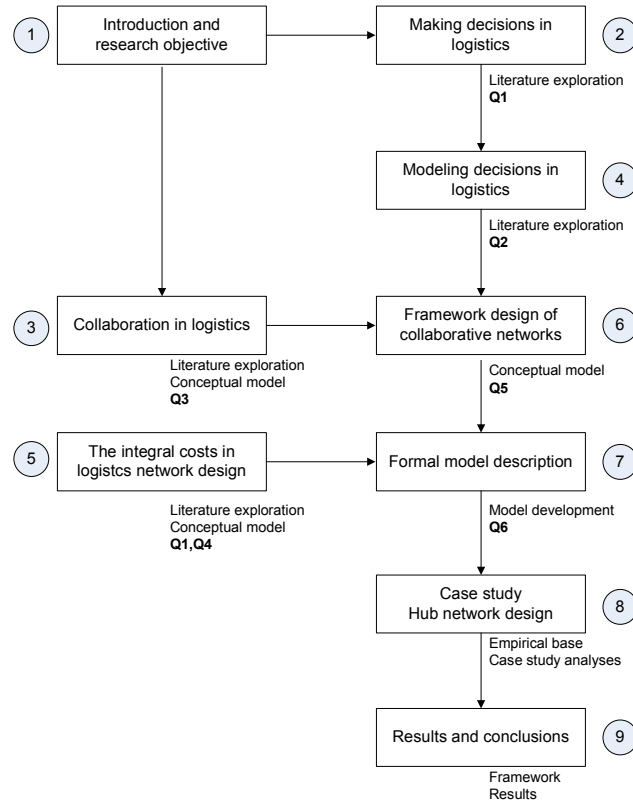 1
Introduction and
research objective
Making decisions in
logistics
2
Literature exploration
Q1
Modeling decisions in
logistics
4
Literature exploration
Q2
3
Collaboration in logistics
Framework design of
collaborative networks
6
Literature exploration
Conceptual model
Q3
Conceptual model
Q5
5
The integral costs in
logistcs network design
Formal model description
7
Literature exploration
Conceptual model
Q1,Q4
Model development
Q6
Case study
Hub network design
8
Empirical base
Case study analyses
Results and conclusions
9
Framework
Results